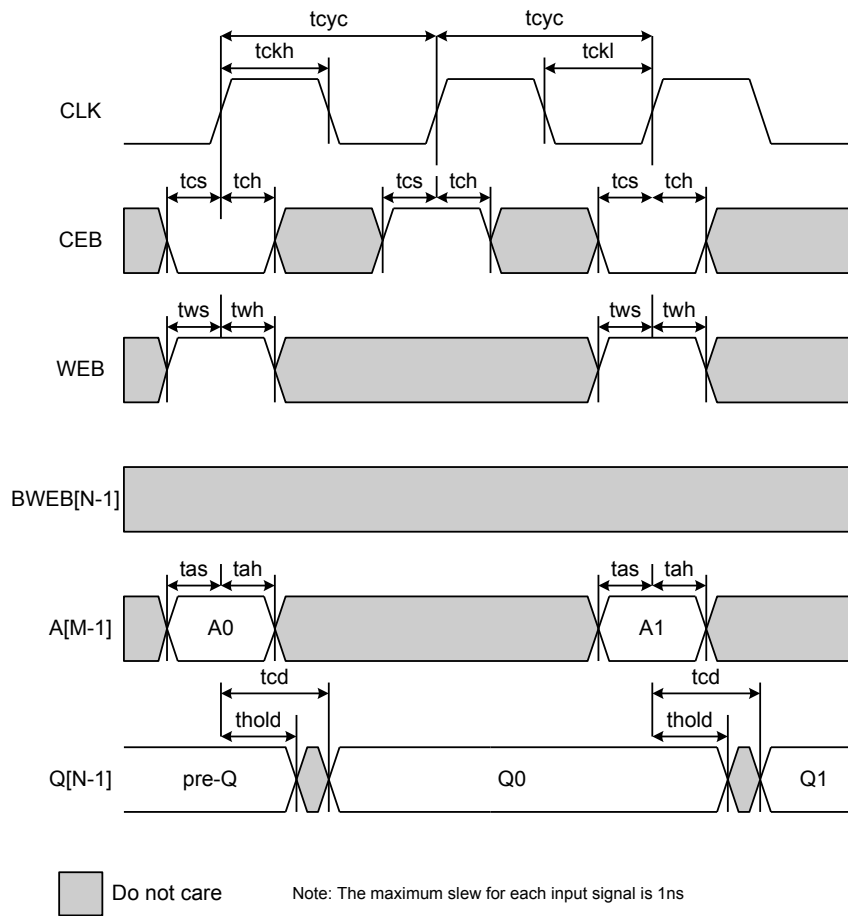 tcyc tcyc
tckh tckl
CLK
tcs tch tcs tch tcs tch
CEB
tws twh tws twh
WEB
BWEB[N-1]
tas tah tas tah
A[M-1] A0 A1
tcd tcd
thold thold
Q[N-1] pre-Q Q0 Q1
Do not care Note: The maximum slew for each input signal is 1ns